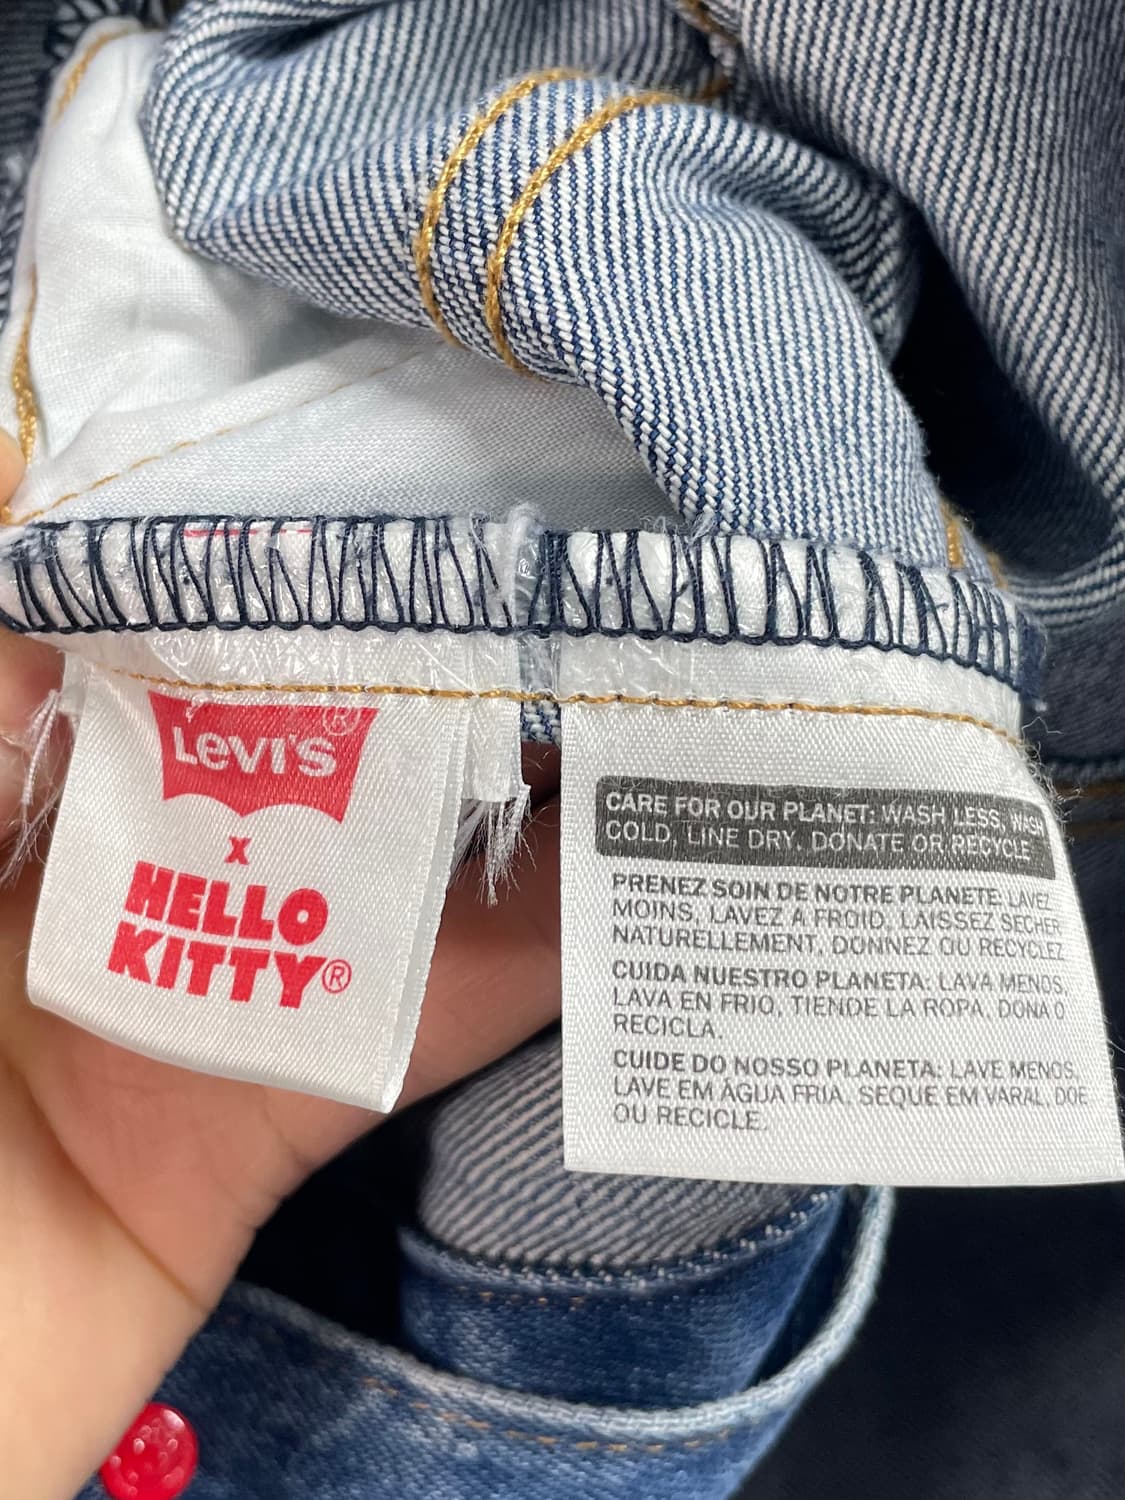 LEVI'S®
X
HELLO
KITTY®
CARE FOR OUR PLANET: WASH LESS, WASH
COLD, LINE DRY, DONATE OR RECYCLE
PRENEZ SOIN DE NOTRE PLANETE: LAVEZ
MOINS, LAVEZ A FROID, LAISSEZ SECHER
NATURELLEMENT, DONNEZ OU RECYCLEZ
CUIDA NUESTRO PLANETA: LAVA MENOS,
LAVA EN FRIO, TIENDE LA ROPA, DONA O
RECICLA.
CUIDE DO NOSSO PLANETA: LAVE MENOS,
LAVE EM ÁGUA FRIA, SEQUE EM VARAL, DOE
OU RECICLE.